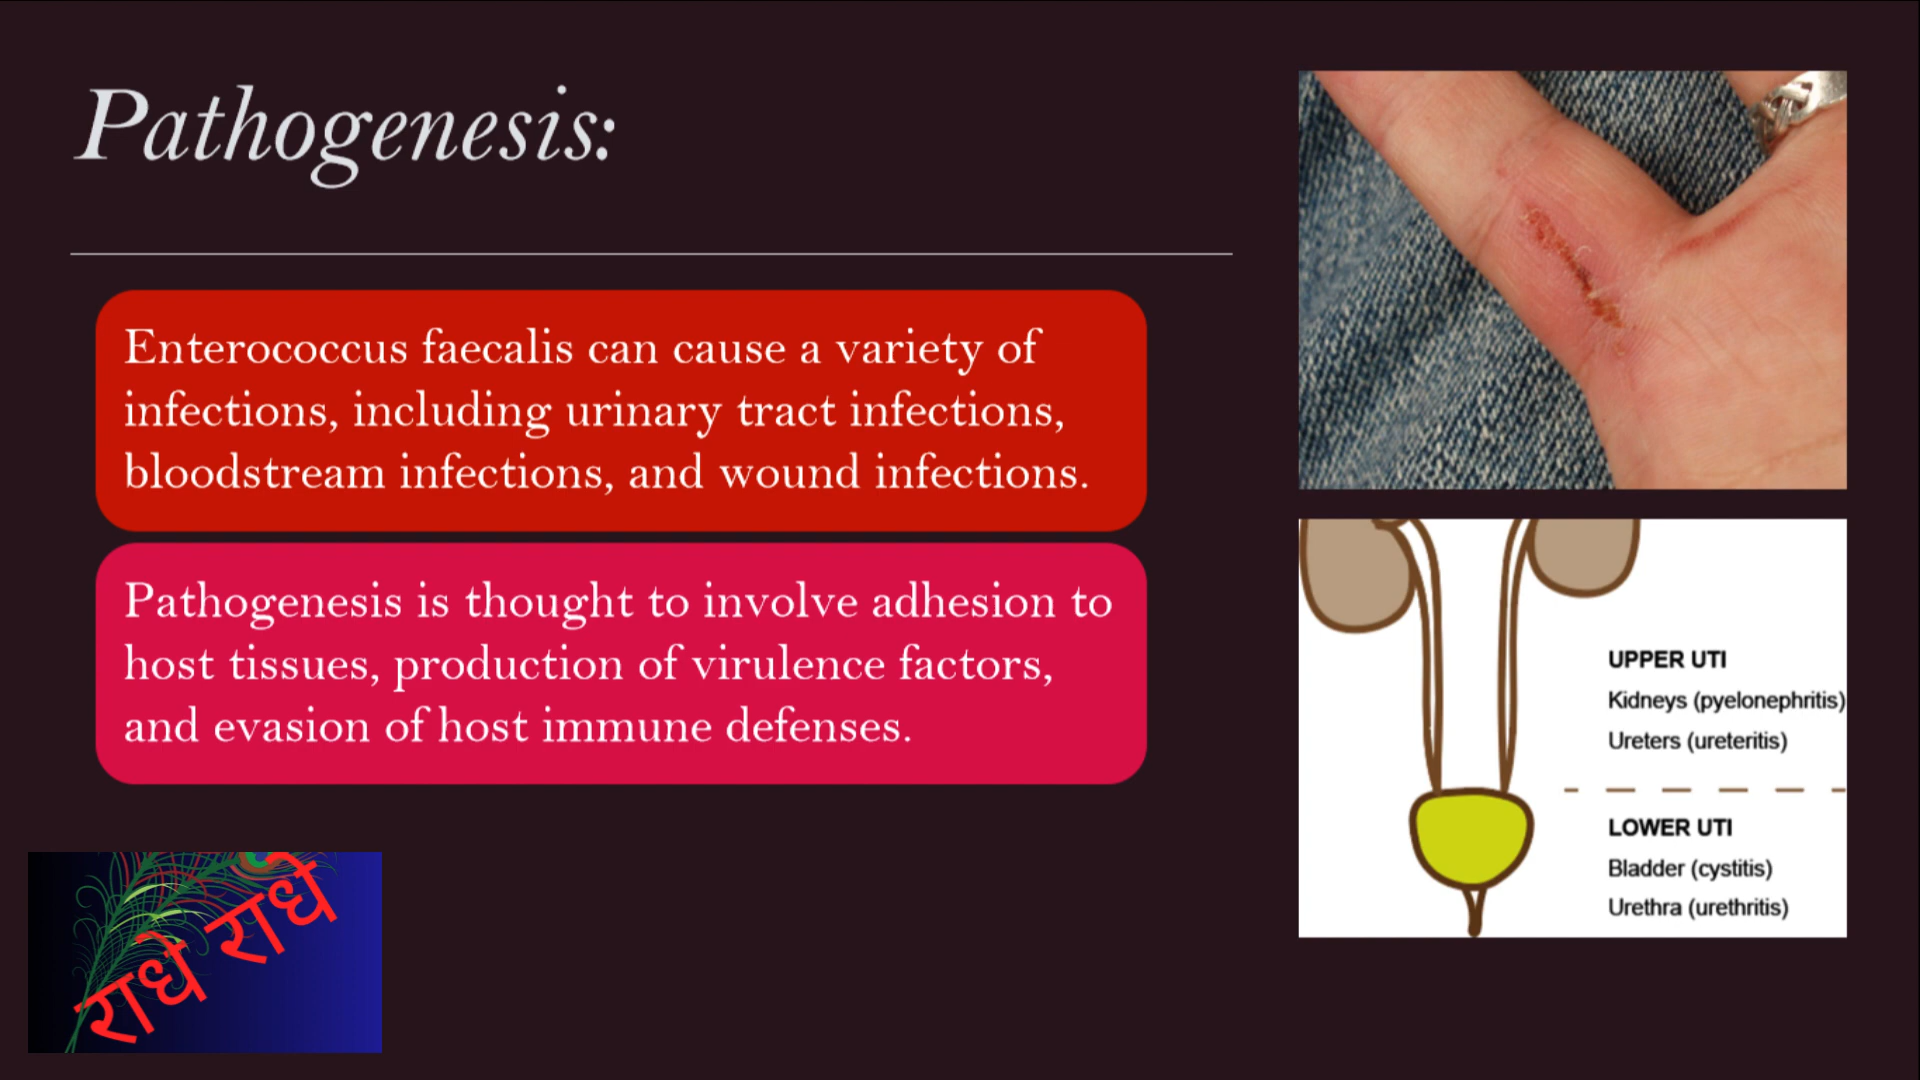 Pathogenesis:
Enterococcus faecalis can cause a variety of
infections, including urinary tract infections,
bloodstream infections, and wound infections.
Pathogenesis is thought to involve adhesion to
host tissues, production of virulence factors,
and evasion of host immune defenses.
UPPER UTI
Kidneys (pyelonephritis)
Ureters (ureteritis)
LOWER UTI
Bladder (cystitis)
Urethra (urethritis)
राधे राधे